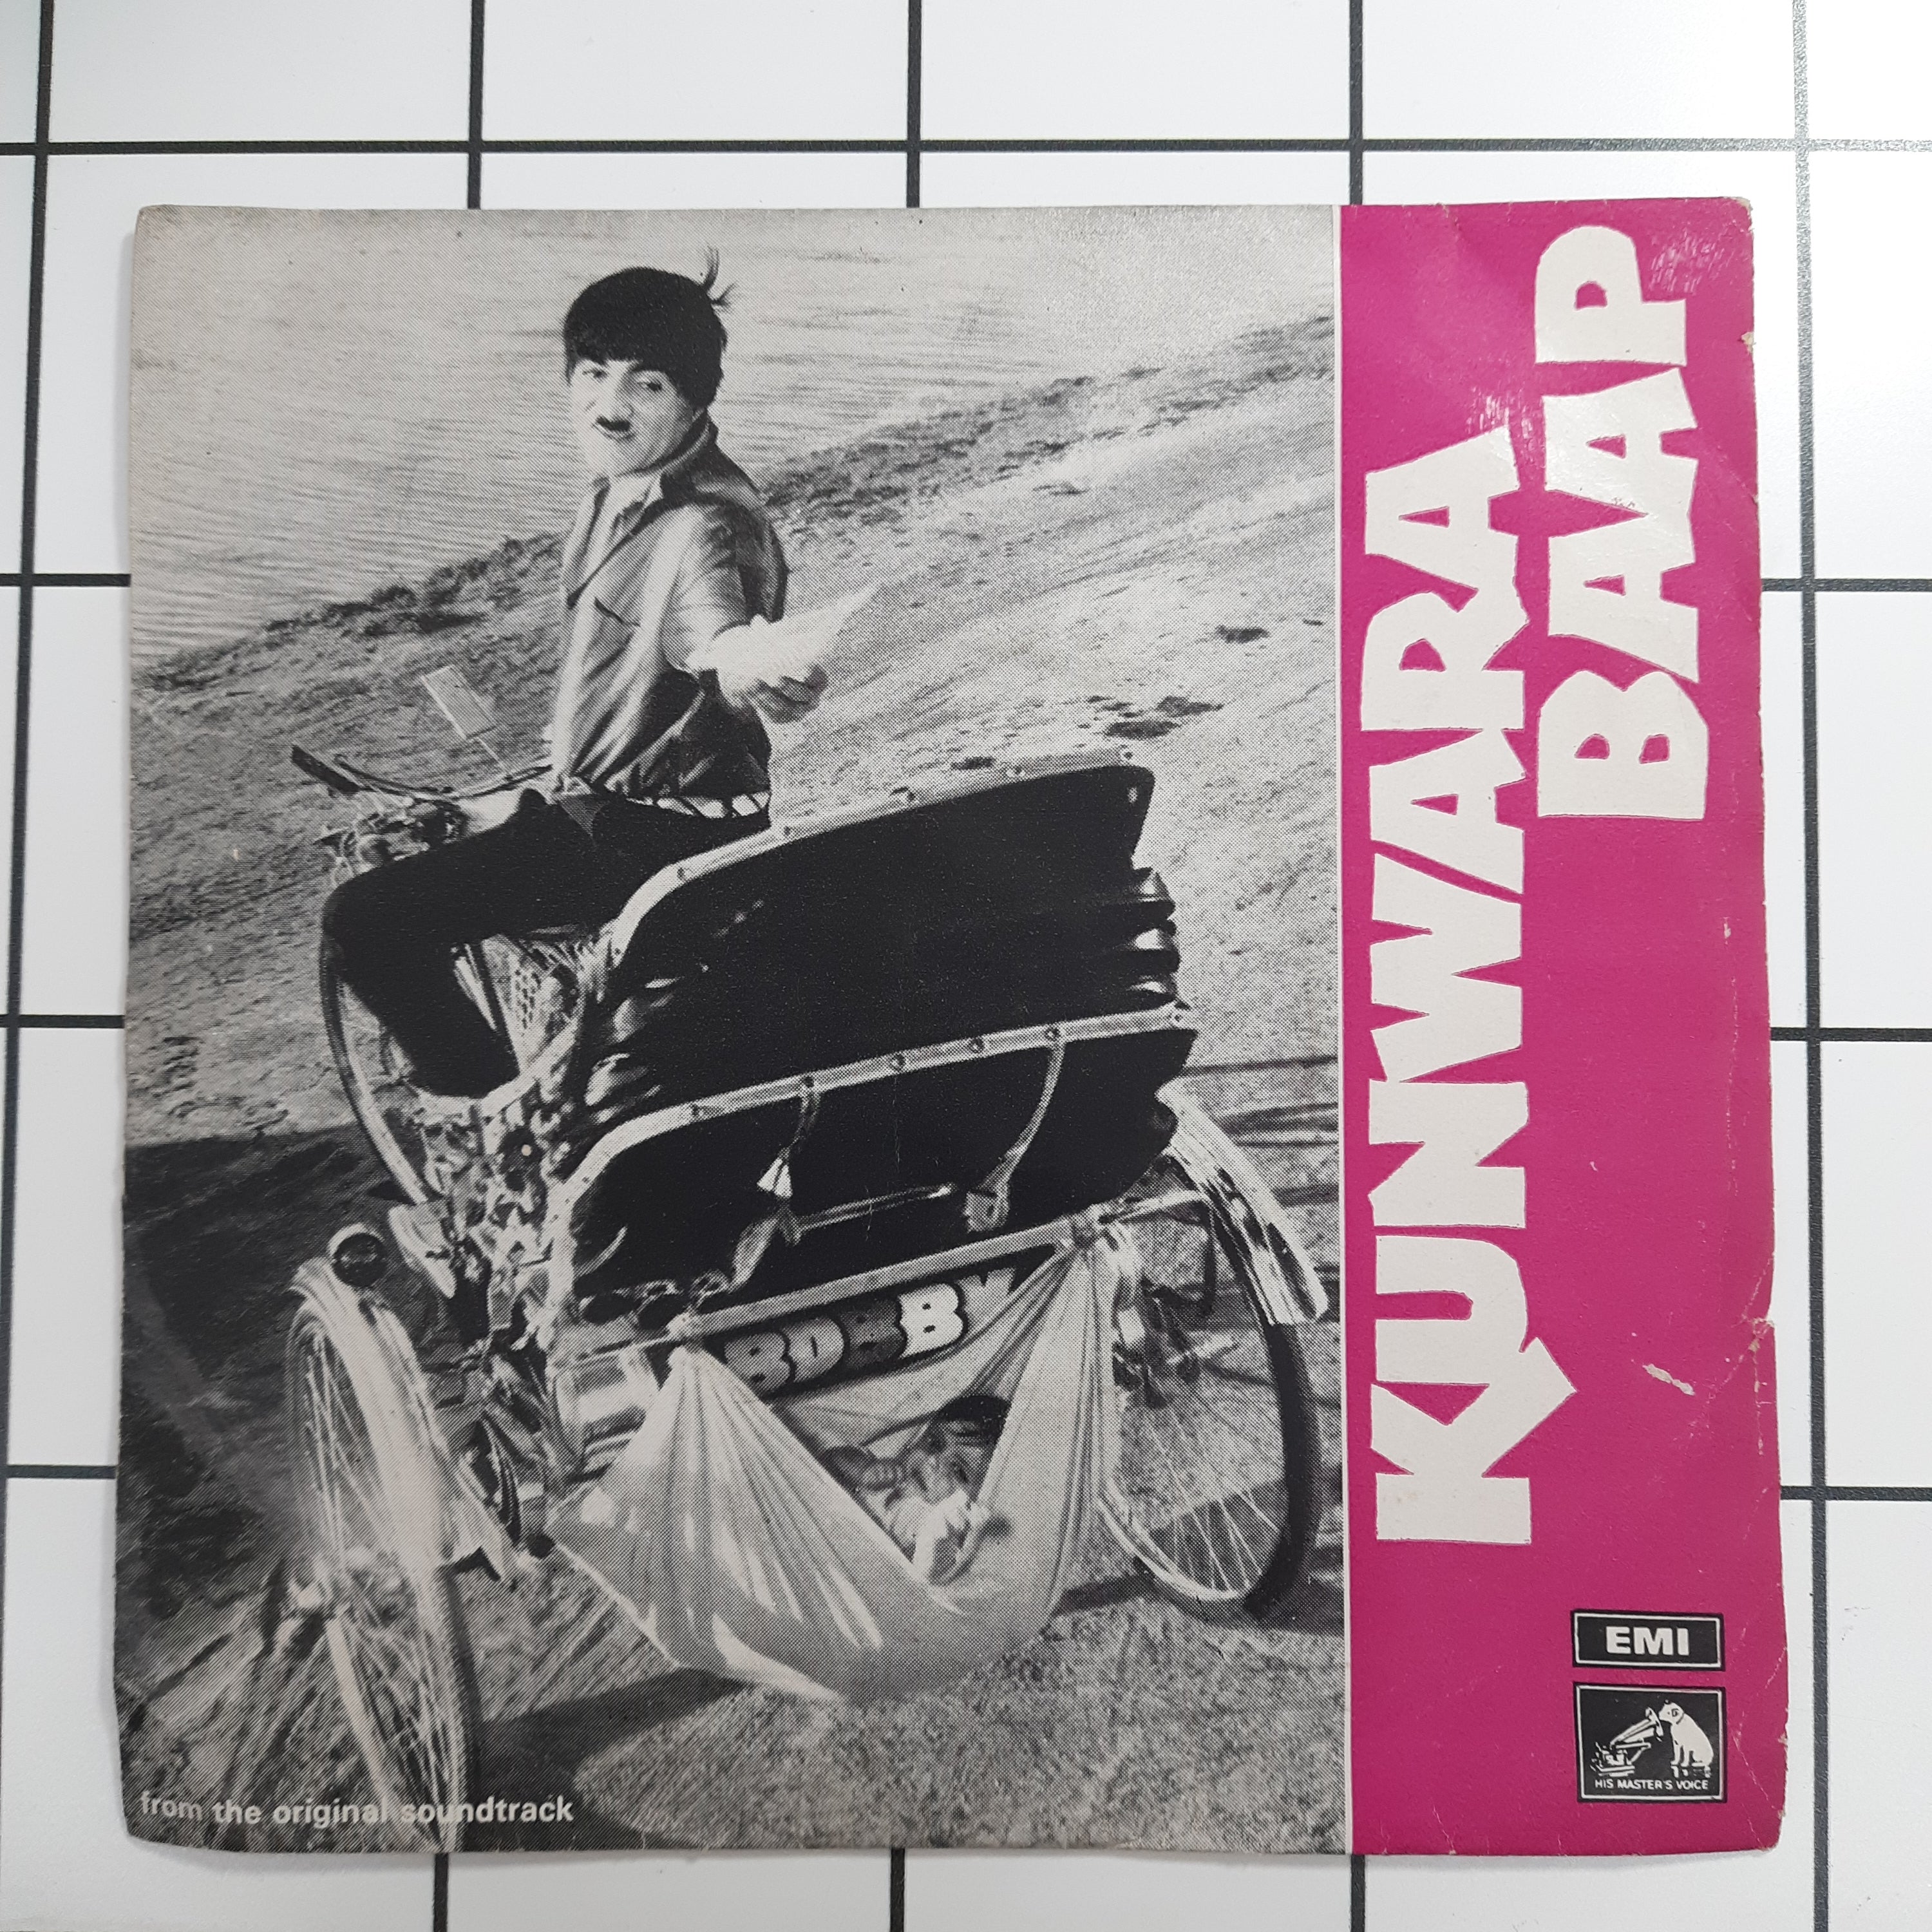 KUNWARA
BAAP
EMI
HIS MASTER'S VOICE
from the original soundtrack